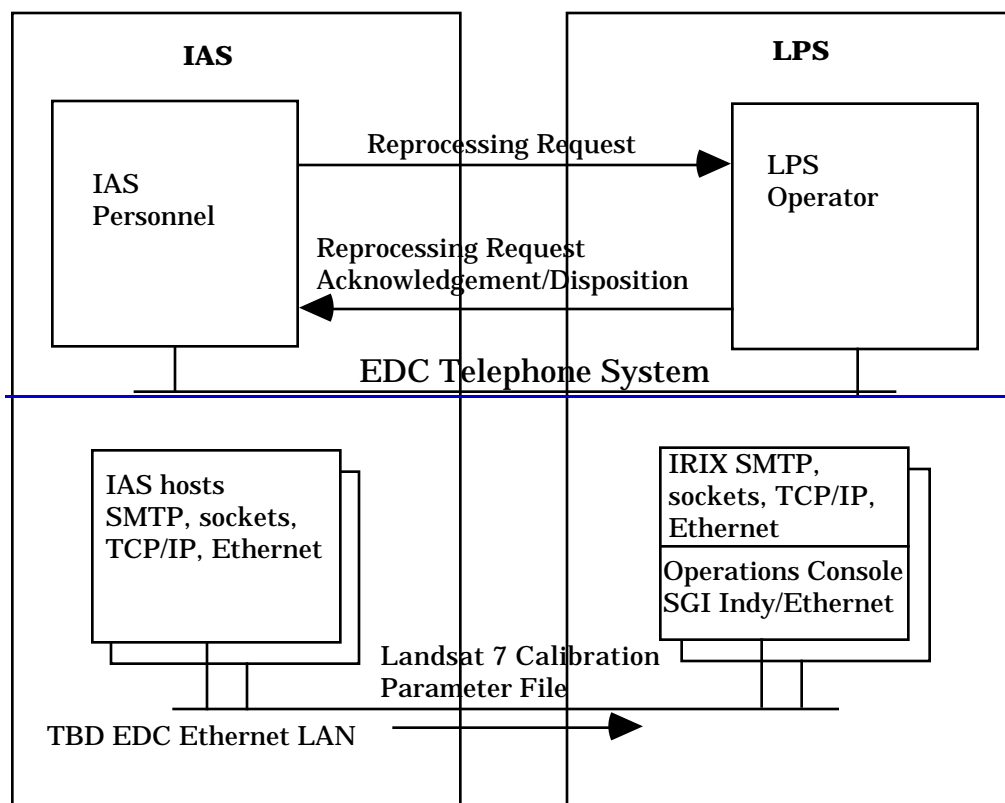 IAS
LPS
Reprocessing Request
IAS
Personnel
LPS
Operator
Reprocessing Request
Acknowledgement/Disposition
EDC Telephone System
IAS hosts
SMTP, sockets,
TCP/IP, Ethernet
IRIX SMTP,
sockets, TCP/IP,
Ethernet
Operations Console
SGI Indy/Ethernet
Landsat 7 Calibration
Parameter File
TBD EDC Ethernet LAN